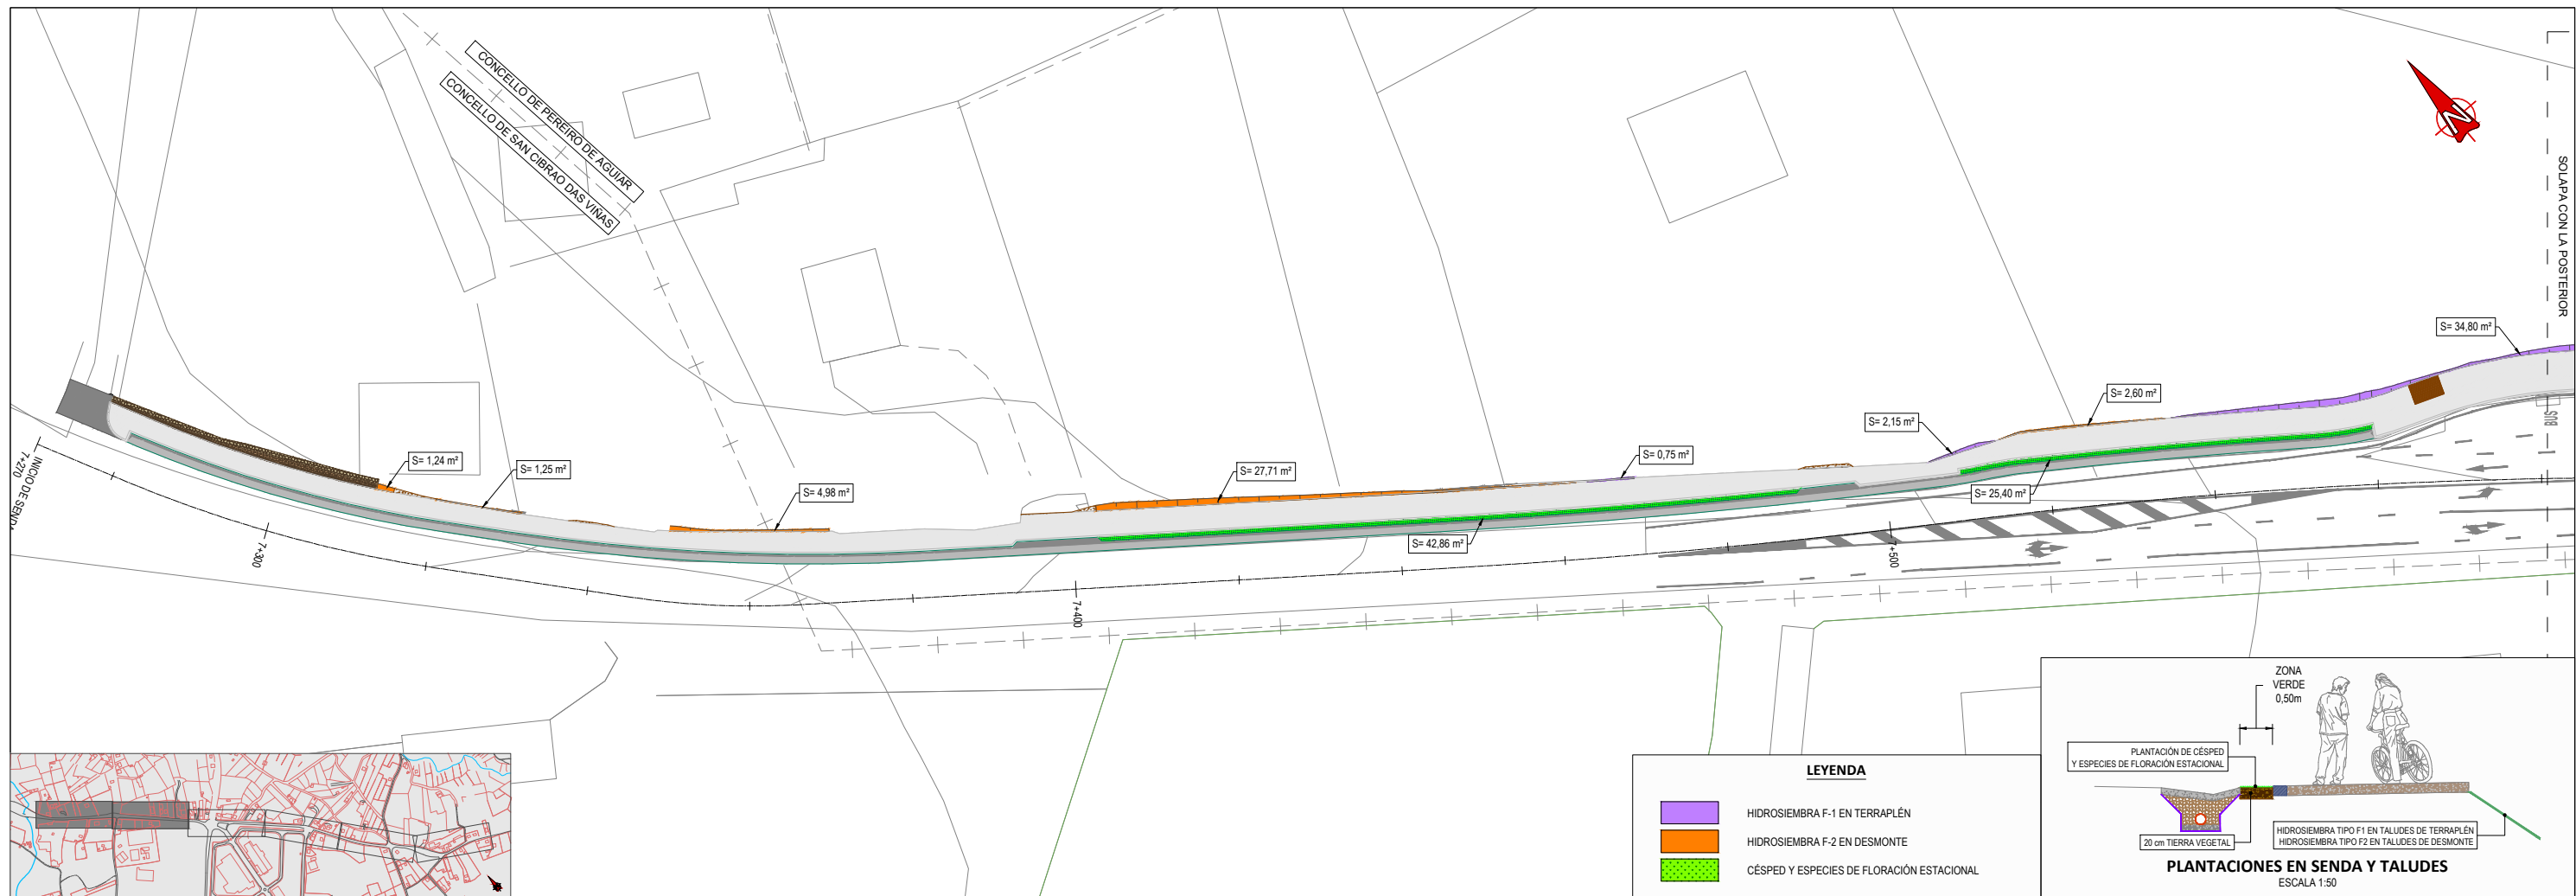 CONCELLO DE PEREIRO DE AGUIAR
CONCELLO DE SAN CIBRAO DAS VIÑAS
N
SOLAPA CON LA POSTERIOR
S= 34,80 m²
S= 2,60 m²
S= 2,15 m²
BUS
S= 0,75 m²
S= 1,24 m²
S= 1,25 m²
S= 27,71 m²
S= 4,98 m²
S= 25,40 m²
S= 42,86 m²
INICIO DE SENDA
7+270
7+300
7+400
7+500
LEYENDA
HIDROSIEMBRA F-1 EN TERRAPLÉN
HIDROSIEMBRA F-2 EN DESMONTE
CÉSPED Y ESPECIES DE FLORACIÓN ESTACIONAL
ZONA
VERDE
0,50m
PLANTACIÓN DE CÉSPED
Y ESPECIES DE FLORACIÓN ESTACIONAL
20 cm TIERRA VEGETAL
HIDROSIEMBRA TIPO F1 EN TALUDES DE TERRAPLÉN
HIDROSIEMBRA TIPO F2 EN TALUDES DE DESMONTE
PLANTACIONES EN SENDA Y TALUDES
ESCALA 1:50